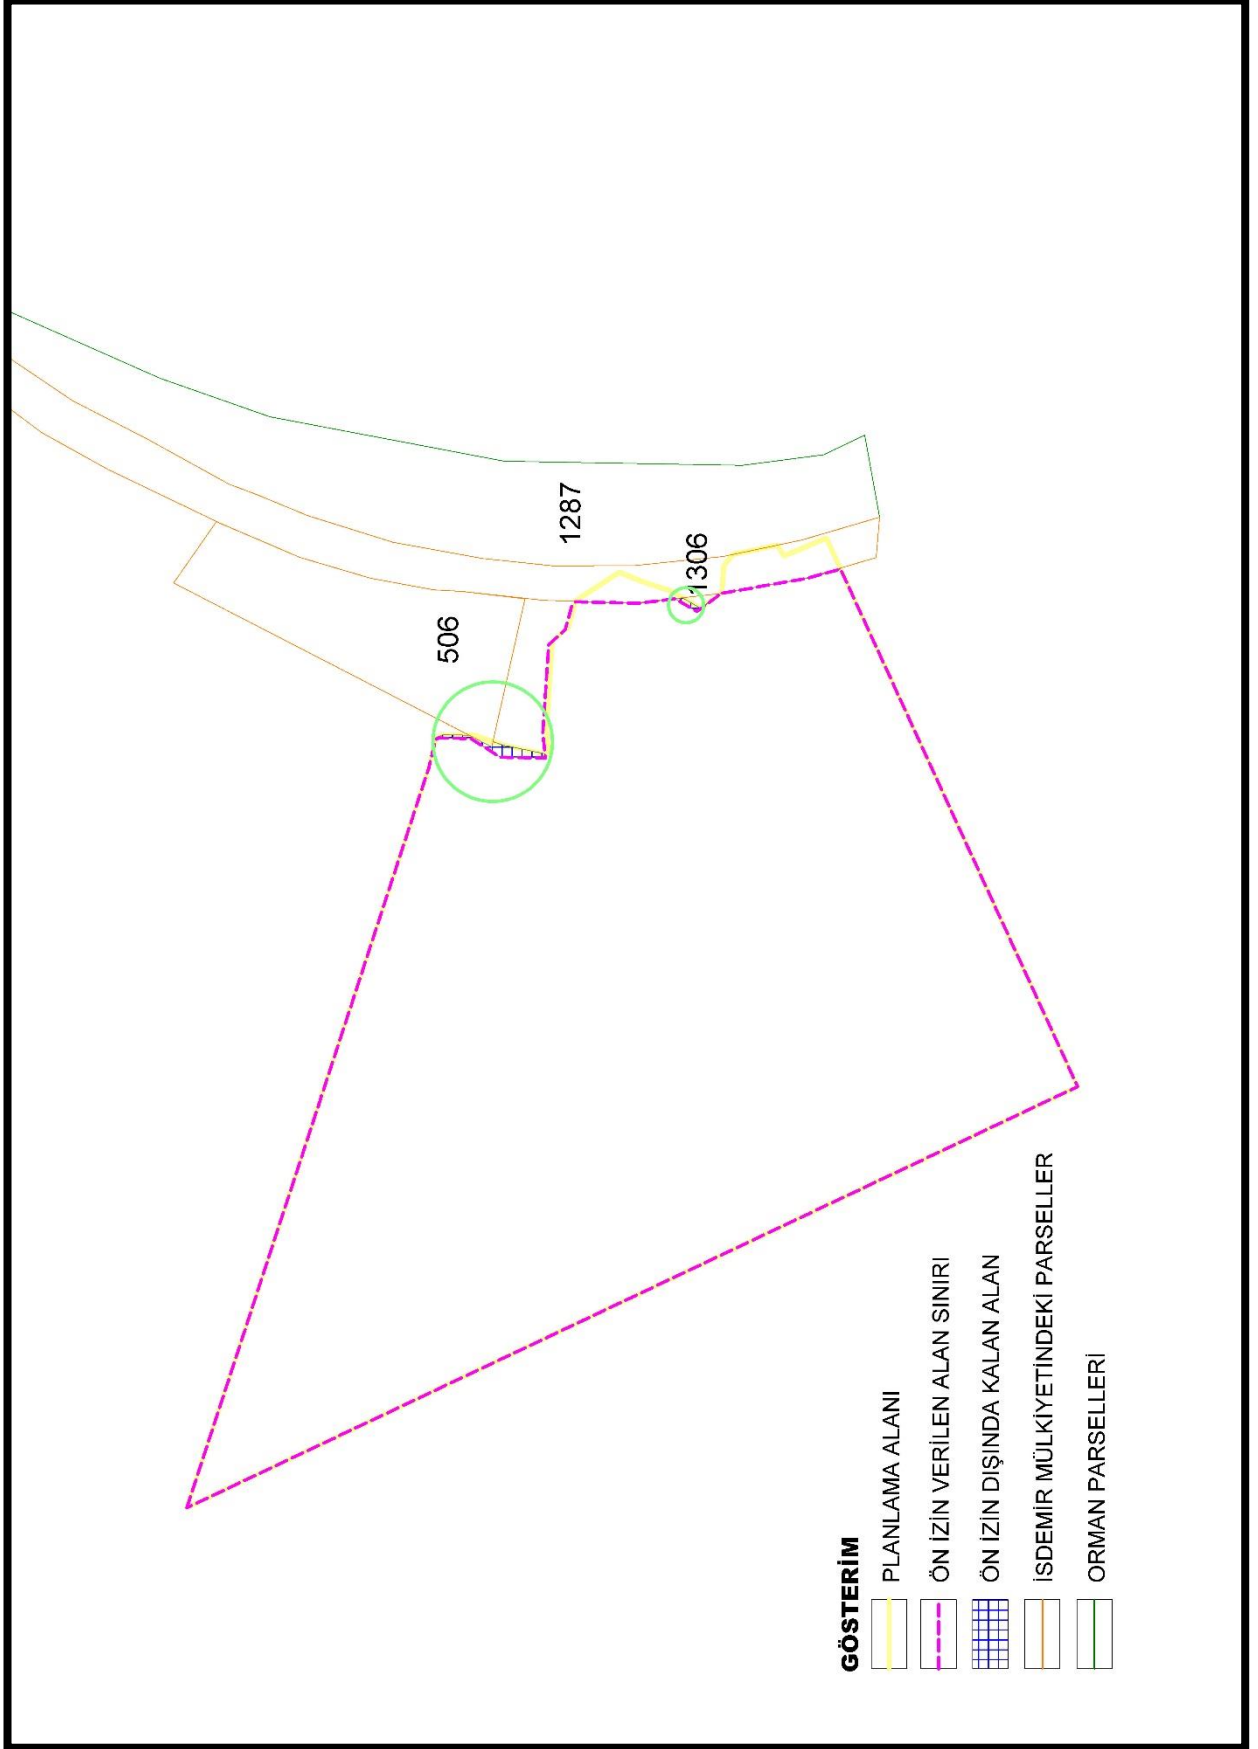 506
1287
1306
GÖSTERİM
PLANLAMA ALANI
ÖN İZİN VERİLEN ALAN SINIRI
ÖN İZİN DIŞINDA KALAN ALAN
İSDEMİR MÜLKİYETİNDEKİ PARSELLER
ORMAN PARSELLERİ